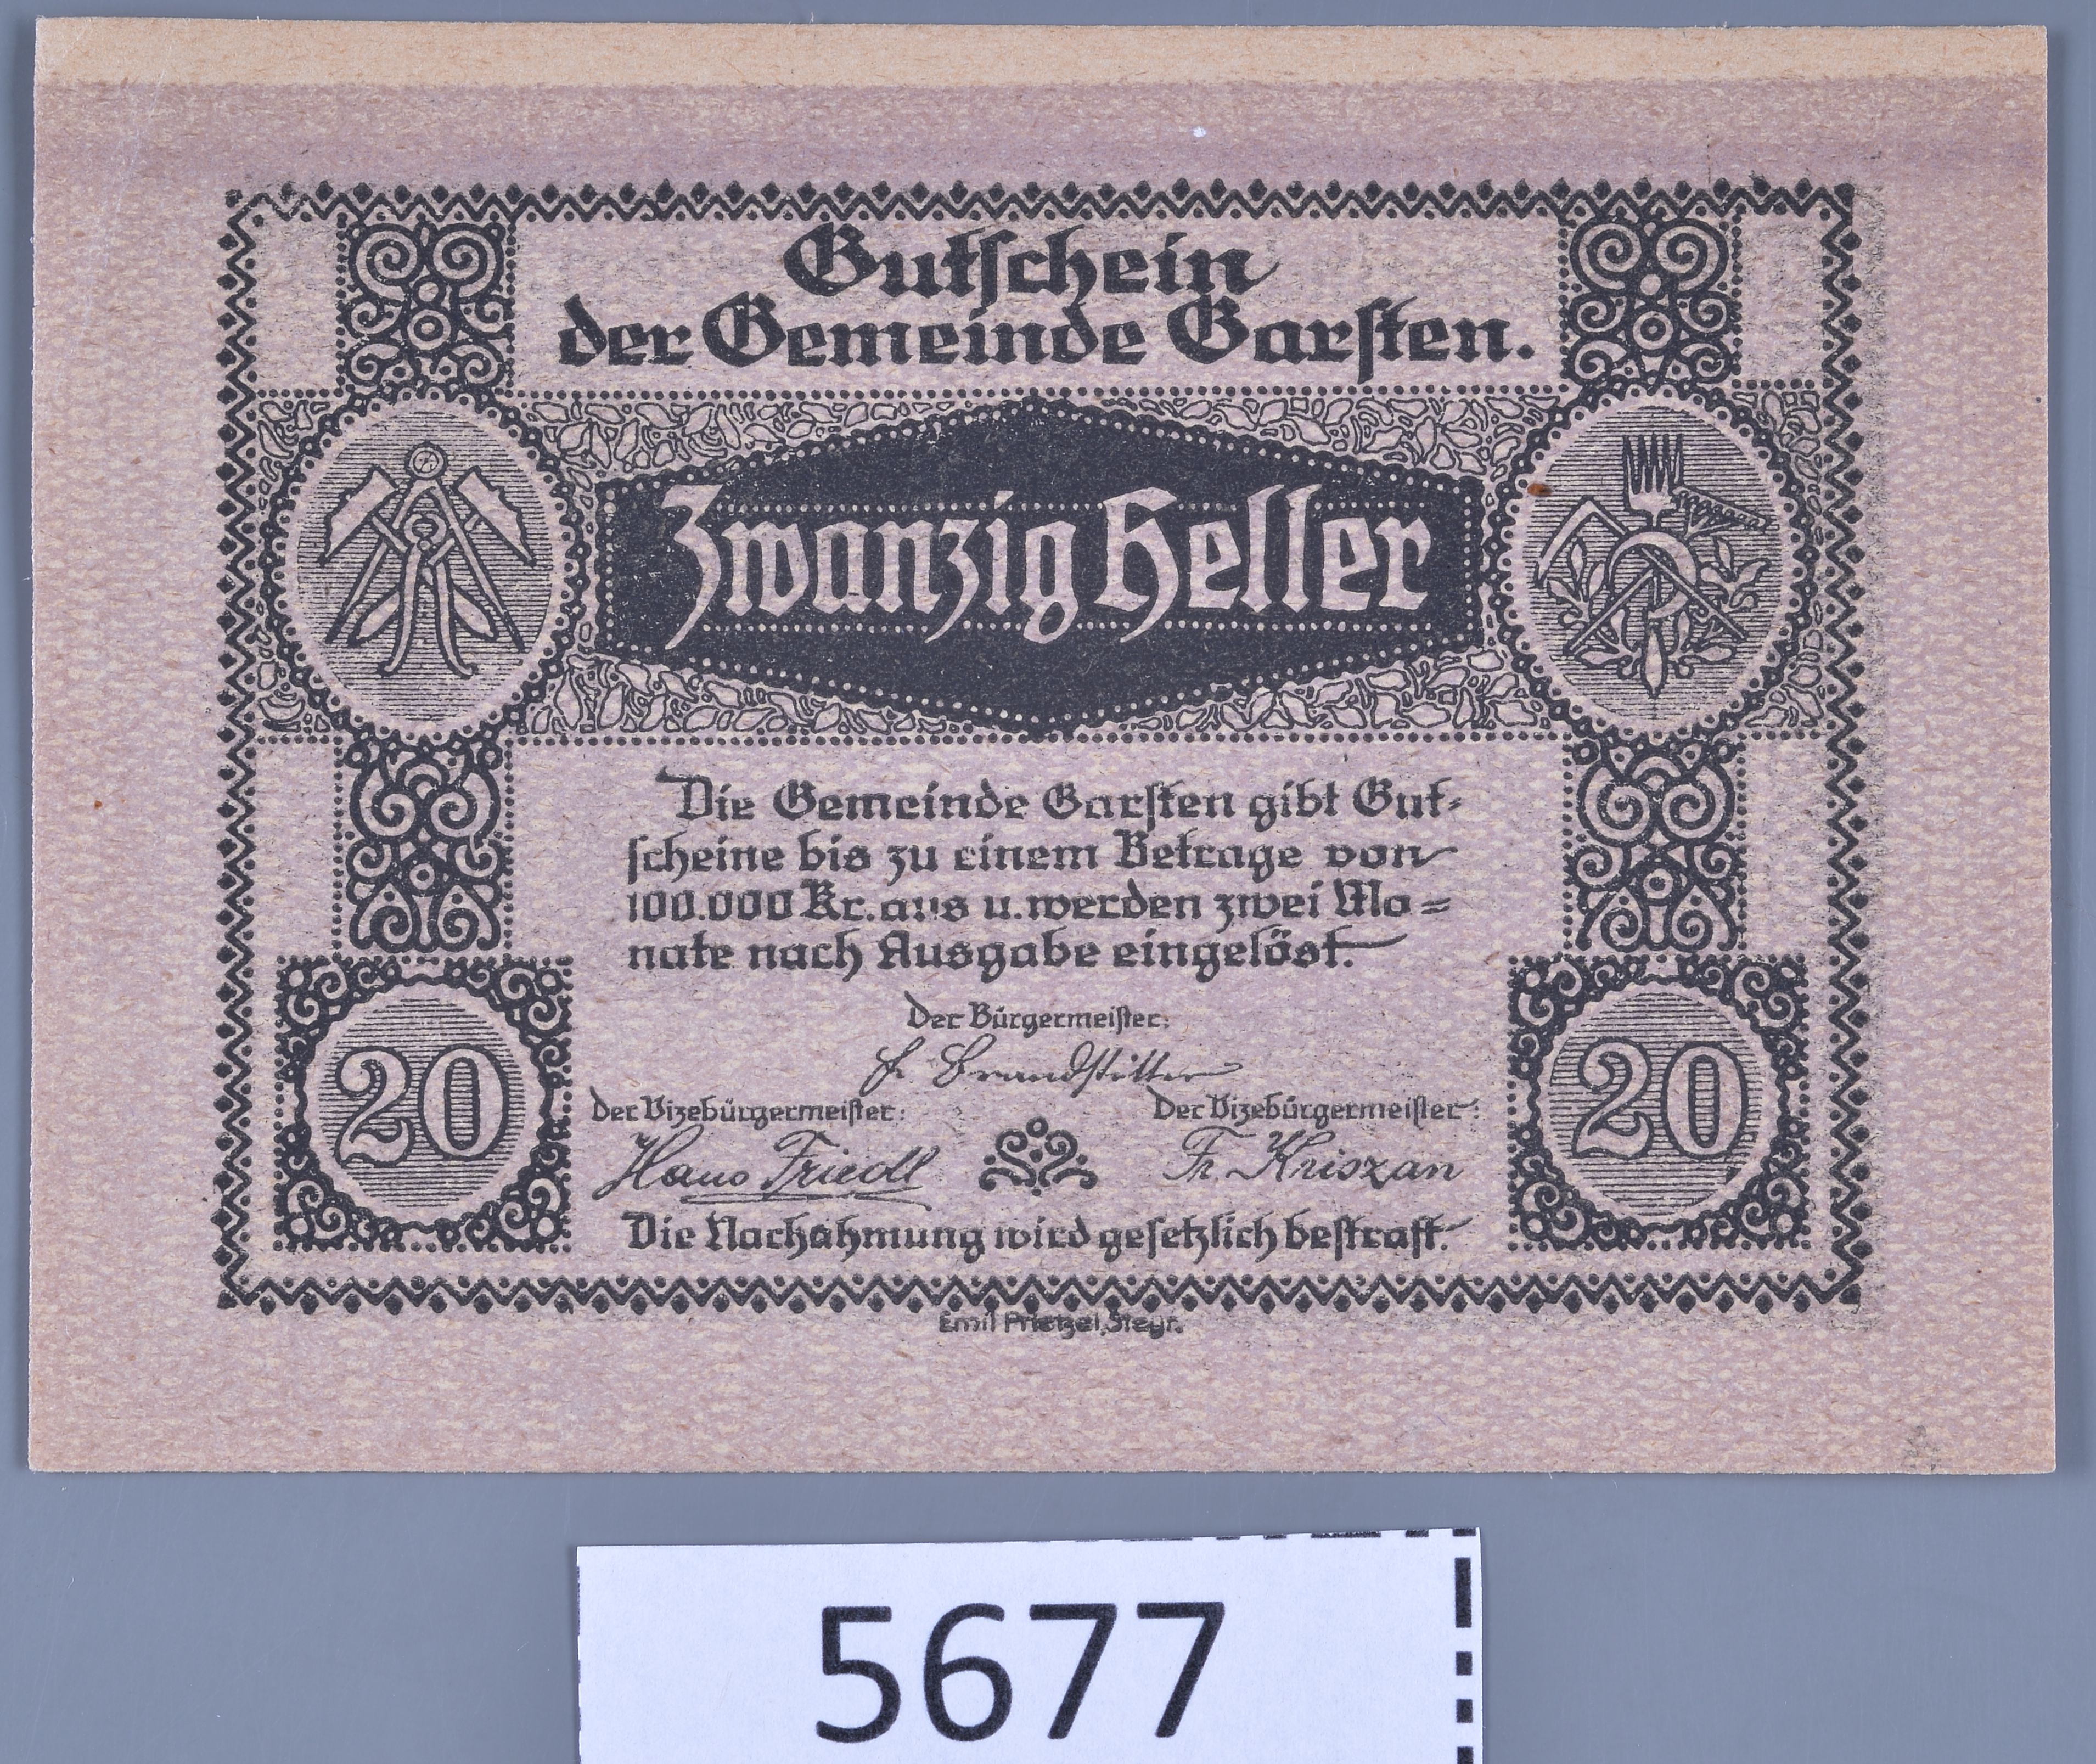 Gutschein
der Gemeinde Garsten.
Zwanzig Heller
Die Gemeinde Garsten gibt Gut-
scheine bis zu einem Betrage von
100.000 Kr. aus u. werden zwei Mo=
nate nach Ausgabe eingelöst.
Der Bürgermeister:
Fr. Brandstätter
Der Vizebürgermeister: Der Vizebürgermeister:
Hans Friedl Fr. Kriszan
20 20
Die Nachahmung wird gesetzlich bestraft.
Emil Prietzel, Steyr.
5677